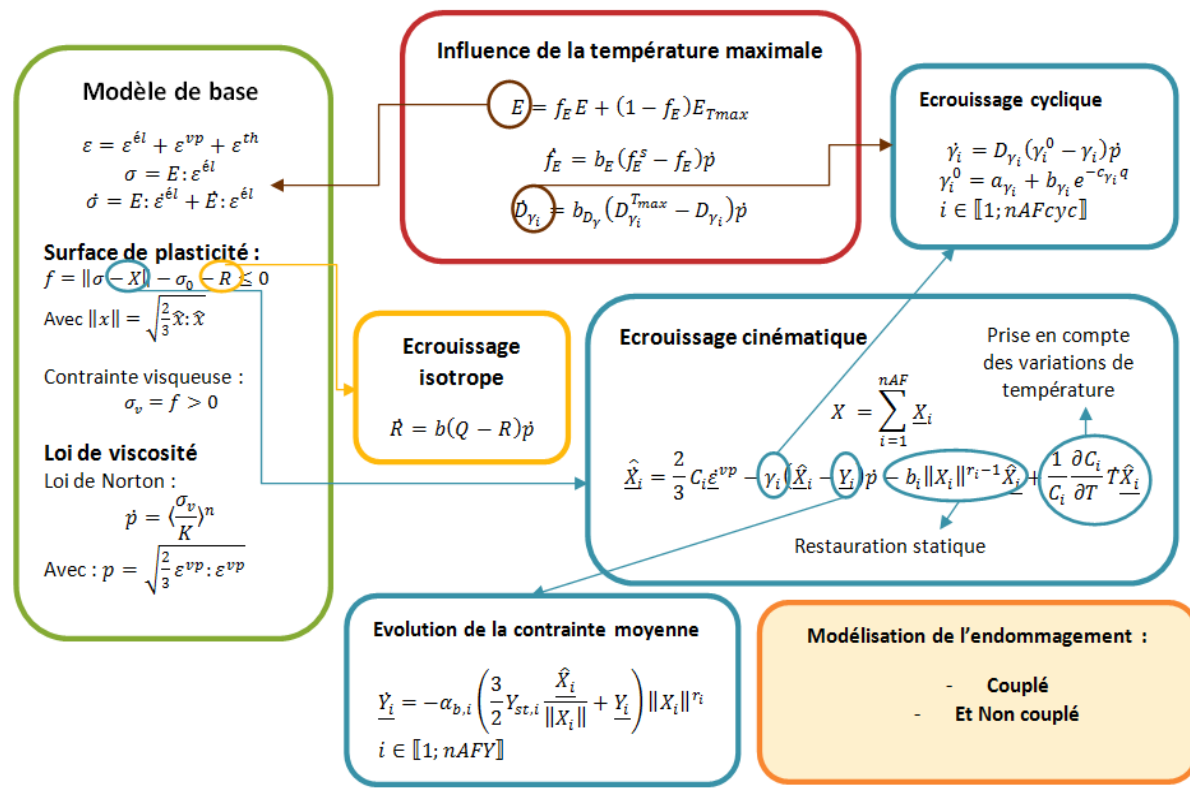 Modèle de base
ε = ε^él + ε^vp + ε^th
σ = E: ε^él
σ̇ = E: ε̇^él + Ė: ε^él
Surface de plasticité :
f = ‖σ − X‖ − σ₀ − R ≤ 0
Avec ‖x‖ = √(2/3 x̂: x̂)
Contrainte visqueuse :
σ_v = f > 0
Loi de viscosité
Loi de Norton :
ṗ = ⟨σ_v/K⟩^n
Avec : p = √(2/3 ε^vp: ε^vp)
Influence de la température maximale
E = f_E E + (1 − f_E)E_Tmax
ḟ_E = b_E(f_E^s − f_E)ṗ
Ḋ_γi = b_Dγ(D_γi^Tmax − D_γi)ṗ
Ecrouissage cyclique
γ̇_i = D_γi(γ_i^0 − γ_i)ṗ
γ_i^0 = a_γi + b_γi e^(−c_γi q)
i ∈ ⟦1; nAFcyc⟧
Ecrouissage
isotrope
Ṙ = b(Q − R)ṗ
Ecrouissage cinématique
Prise en compte
des variations de
température
X = ∑_{i=1}^{nAF} X_i
X̂̇_i = 2/3 C_i ε̇^vp − γ_i(X̂_i − Y_i)ṗ − b_i‖X_i‖^(r_i−1) X̂_i + 1/C_i ∂C_i/∂T Ṫ X̂_i
Restauration statique
Evolution de la contrainte moyenne
Ẏ_i = −α_b,i (3/2 Y_st,i X̂_i/‖X_i‖ + Y_i) ‖X_i‖^r_i
i ∈ ⟦1; nAFY⟧
Modélisation de l’endommagement :
- Couplé
- Et Non couplé